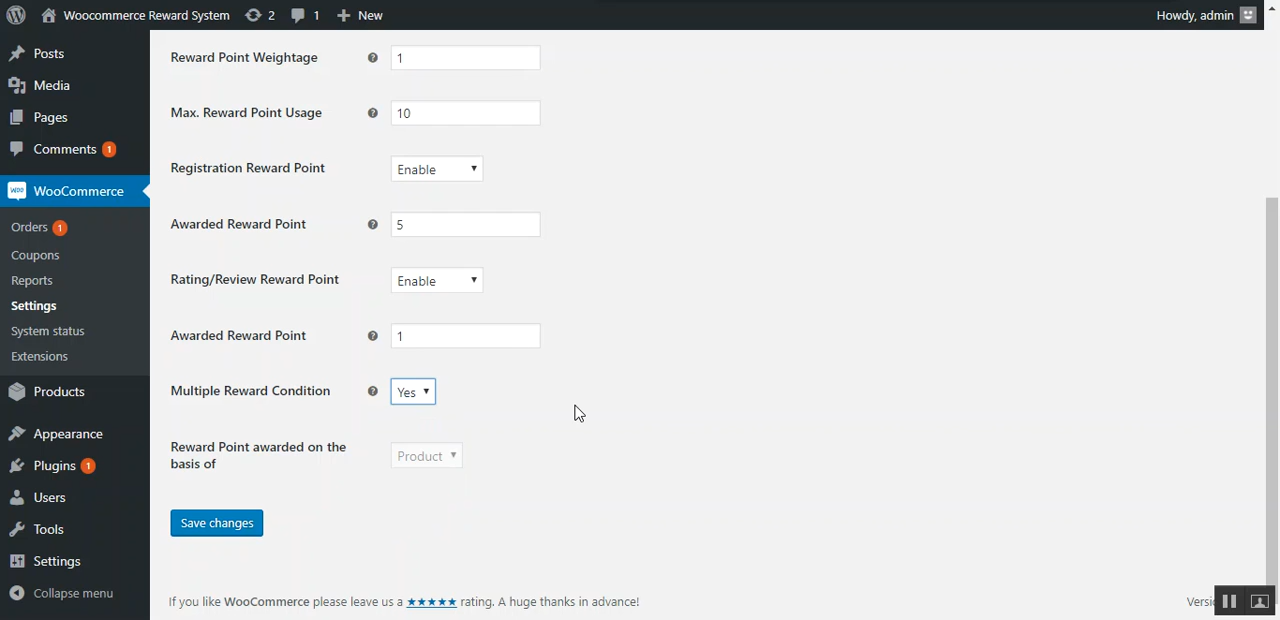 Woocommerce Reward System 2 1 New Howdy, admin
Posts
Media
Pages
Comments 1
WooCommerce
Orders 1
Coupons
Reports
Settings
System status
Extensions
Products
Appearance
Plugins 1
Users
Tools
Settings
Collapse menu
Reward Point Weightage 1
Max. Reward Point Usage 10
Registration Reward Point Enable
Awarded Reward Point 5
Rating/Review Reward Point Enable
Awarded Reward Point 1
Multiple Reward Condition Yes
Reward Point awarded on the
basis of Product
Save changes
If you like WooCommerce please leave us a ★★★★★ rating. A huge thanks in advance!